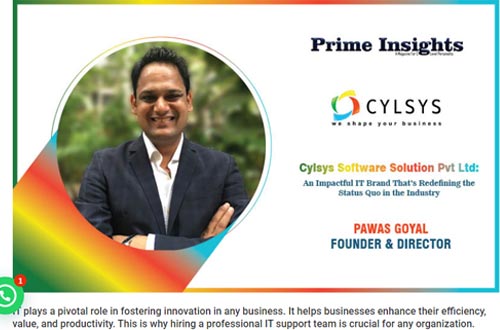 Prime Insights
CYLSYS
we shape your business
Cylsys Software Solution Pvt Ltd:
An Impactful IT Brand That's Redefining the
Status Quo in the Industry
PAWAS GOYAL
FOUNDER & DIRECTOR
1
IT plays a pivotal role in fostering innovation in any business. It helps businesses enhance their efficiency,
value, and productivity. This is why hiring a professional IT support team is crucial for any organization.